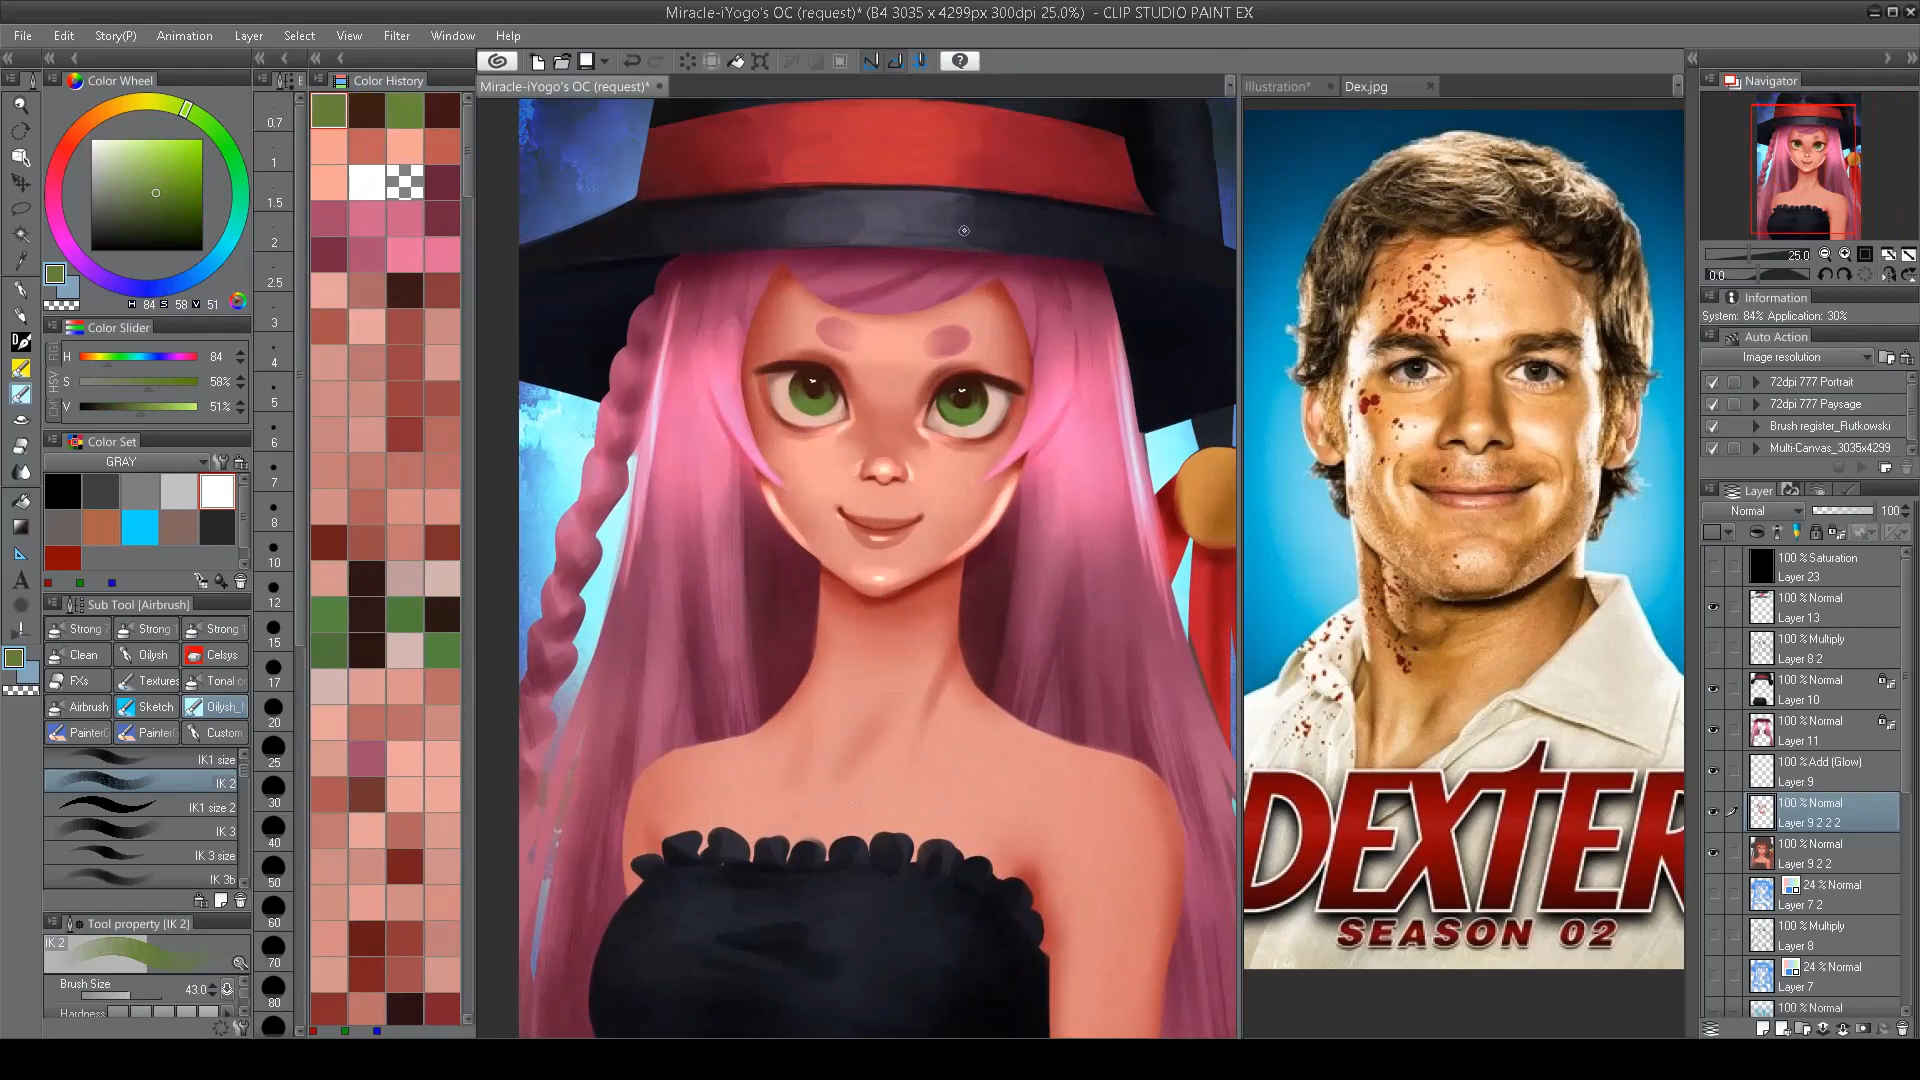 Miracle-iYogo's OC (request)* (B4 3035 x 4299px 300dpi 25.0%) - CLIP STUDIO PAINT EX
File Edit Story(P) Animation Layer Select View Filter Window Help
Color Wheel
H 84 S 58 V 51
Color Slider
RGB
HSV
H 84
S 58%
V 51%
Color Set
GRAY
Sub Tool [Airbrush]
Strong Strong Strong
Clean Oilysh Celsys
FXs Textures Tonal
Airbrush Sketch Oilysh_
Painter Painter Custom
IK1 size
IK 2
IK1 size 2
IK 3
IK 3 size
IK 3b
Tool property [IK 2]
IK 2
Brush Size 43.0
Hardness
0.7
1
1.5
2
2.5
3
4
5
6
7
8
10
12
15
17
20
25
30
40
50
60
70
80
Color History
Miracle-iYogo's OC (request)*
Illustration*
Dex.jpg
DEXTER
SEASON 02
Navigator
25.0
0.0
Information
System: 84% Application: 30%
Auto Action
Image resolution
72dpi 777 Portrait
72dpi 777 Paysage
Brush register_Rutkowski
Multi-Canvas_3035x4299
Layer
Normal 100
100 % Saturation
Layer 23
100 % Normal
Layer 13
100 % Multiply
Layer 8 2
100 % Normal
Layer 10
100 % Normal
Layer 11
100 % Add (Glow)
Layer 9
100 % Normal
Layer 9 2 2 2
100 % Normal
Layer 9 2 2
24 % Normal
Layer 7 2
100 % Multiply
Layer 8
24 % Normal
Layer 7
100 % Normal